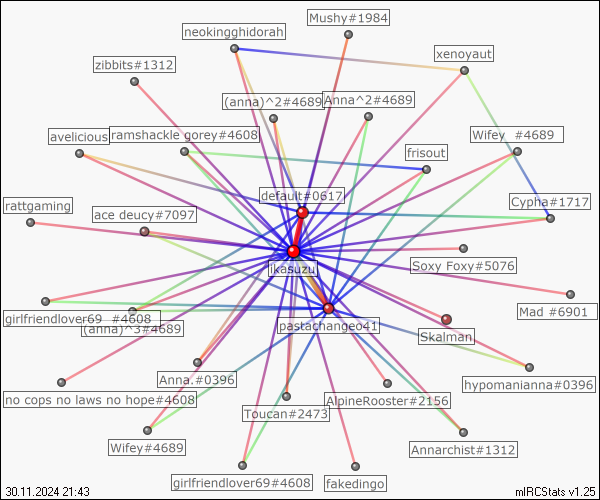 Mushy#1984
neokingghidorah
xenoyaut
zibbits#1312
(anna)^2#4689
Anna^2#4689
avelicious
ramshackle gorey#4608
Wifey  #4689
frisout
default#0617
Cypha#1717
rattgaming
ace deucy#7097
ikasuzu
Soxy Foxy#5076
Mad #6901
girlfriendlover69  #4608
(anna)^3#4689
pastachangeo41
Skalman
Anna.#0396
hypomanianna#0396
no cops no laws no hope#4608
AlpineRooster#2156
Toucan#2473
Wifey#4689
Annarchist#1312
girlfriendlover69#4608
fakedingo
30.11.2024 21:43
mIRCStats v1.25